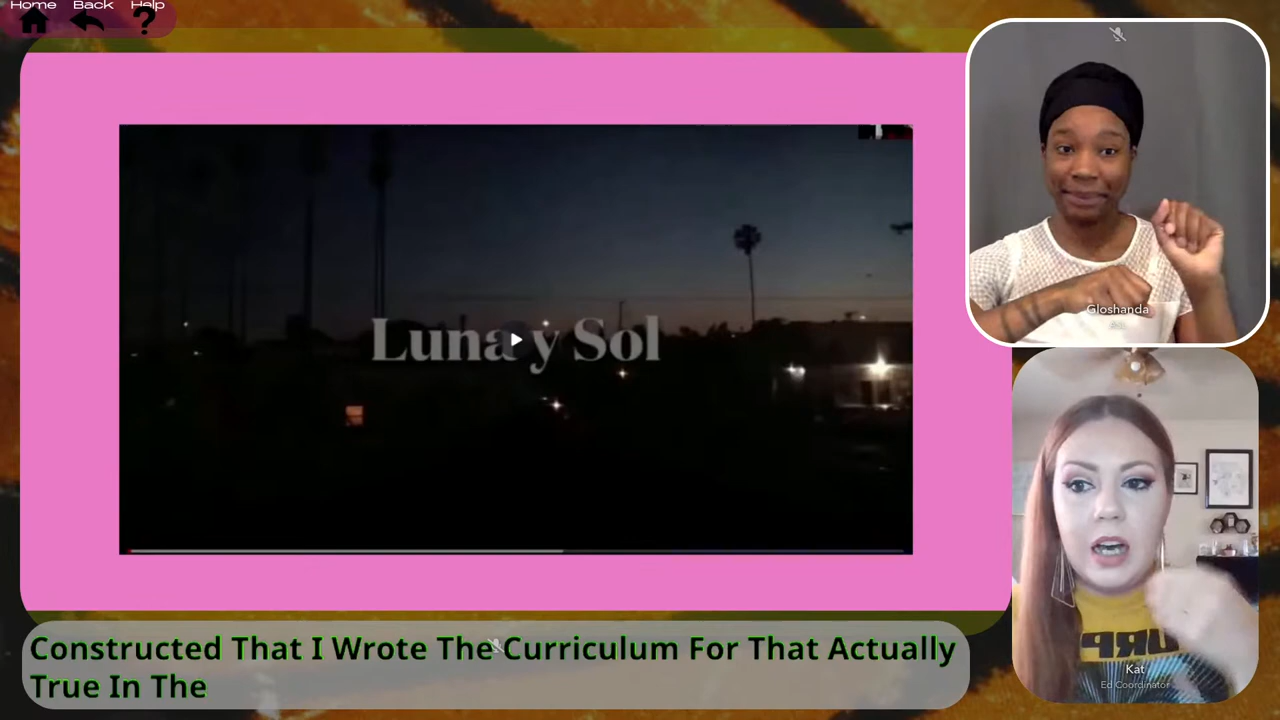 Home Back Help
?
Luna y Sol
Gloshanda
ASL
Kat
Ed Coordinator
Constructed That I Wrote The Curriculum For That Actually
True In The